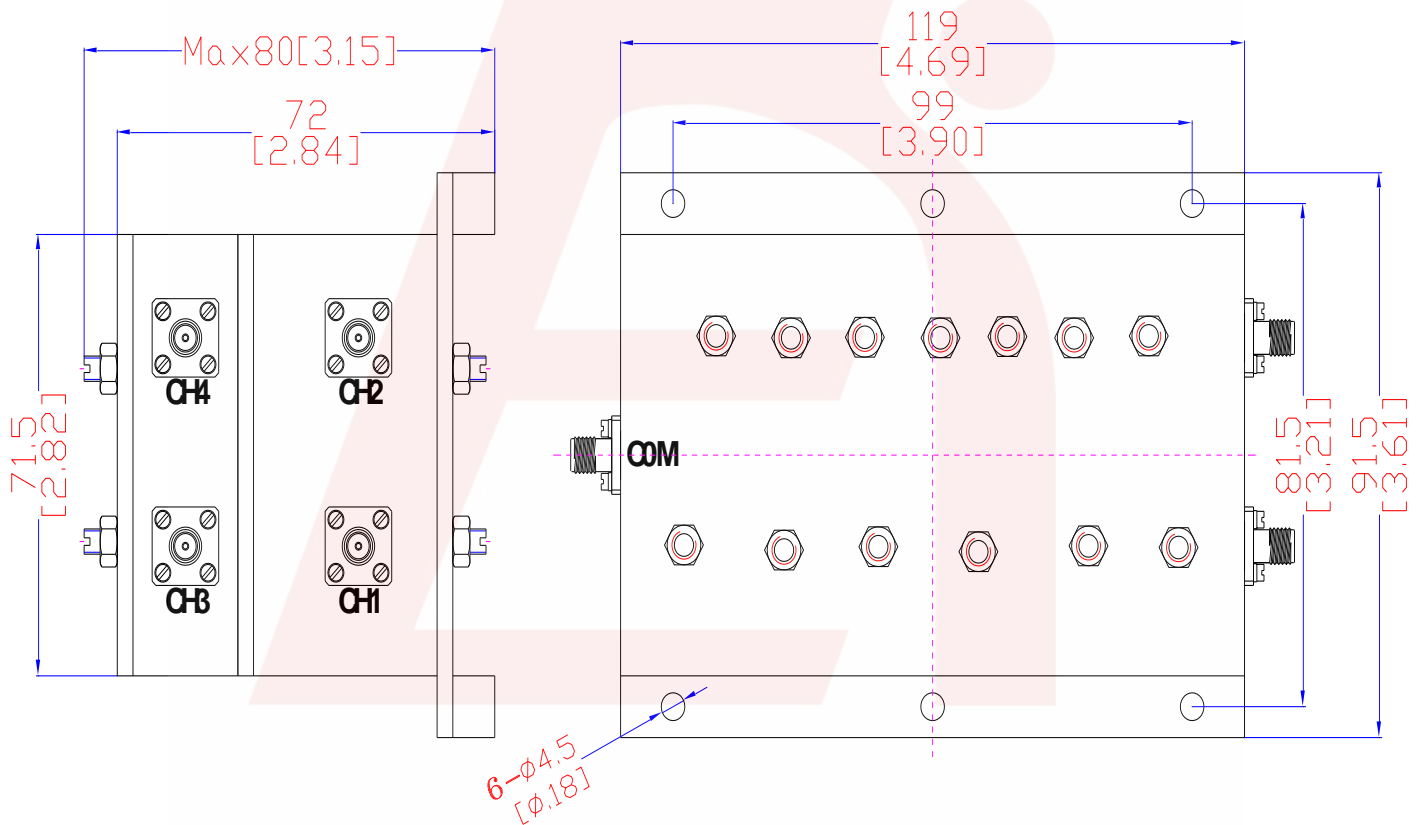 Max80[3.15]
72
[2.84]
119
[4.69]
99
[3.90]
CH4
CH2
71.5
[2.82]
COM
81.5
[3.21]
91.5
[3.61]
CH3
CH1
6-Ø4.5
[Ø.18]